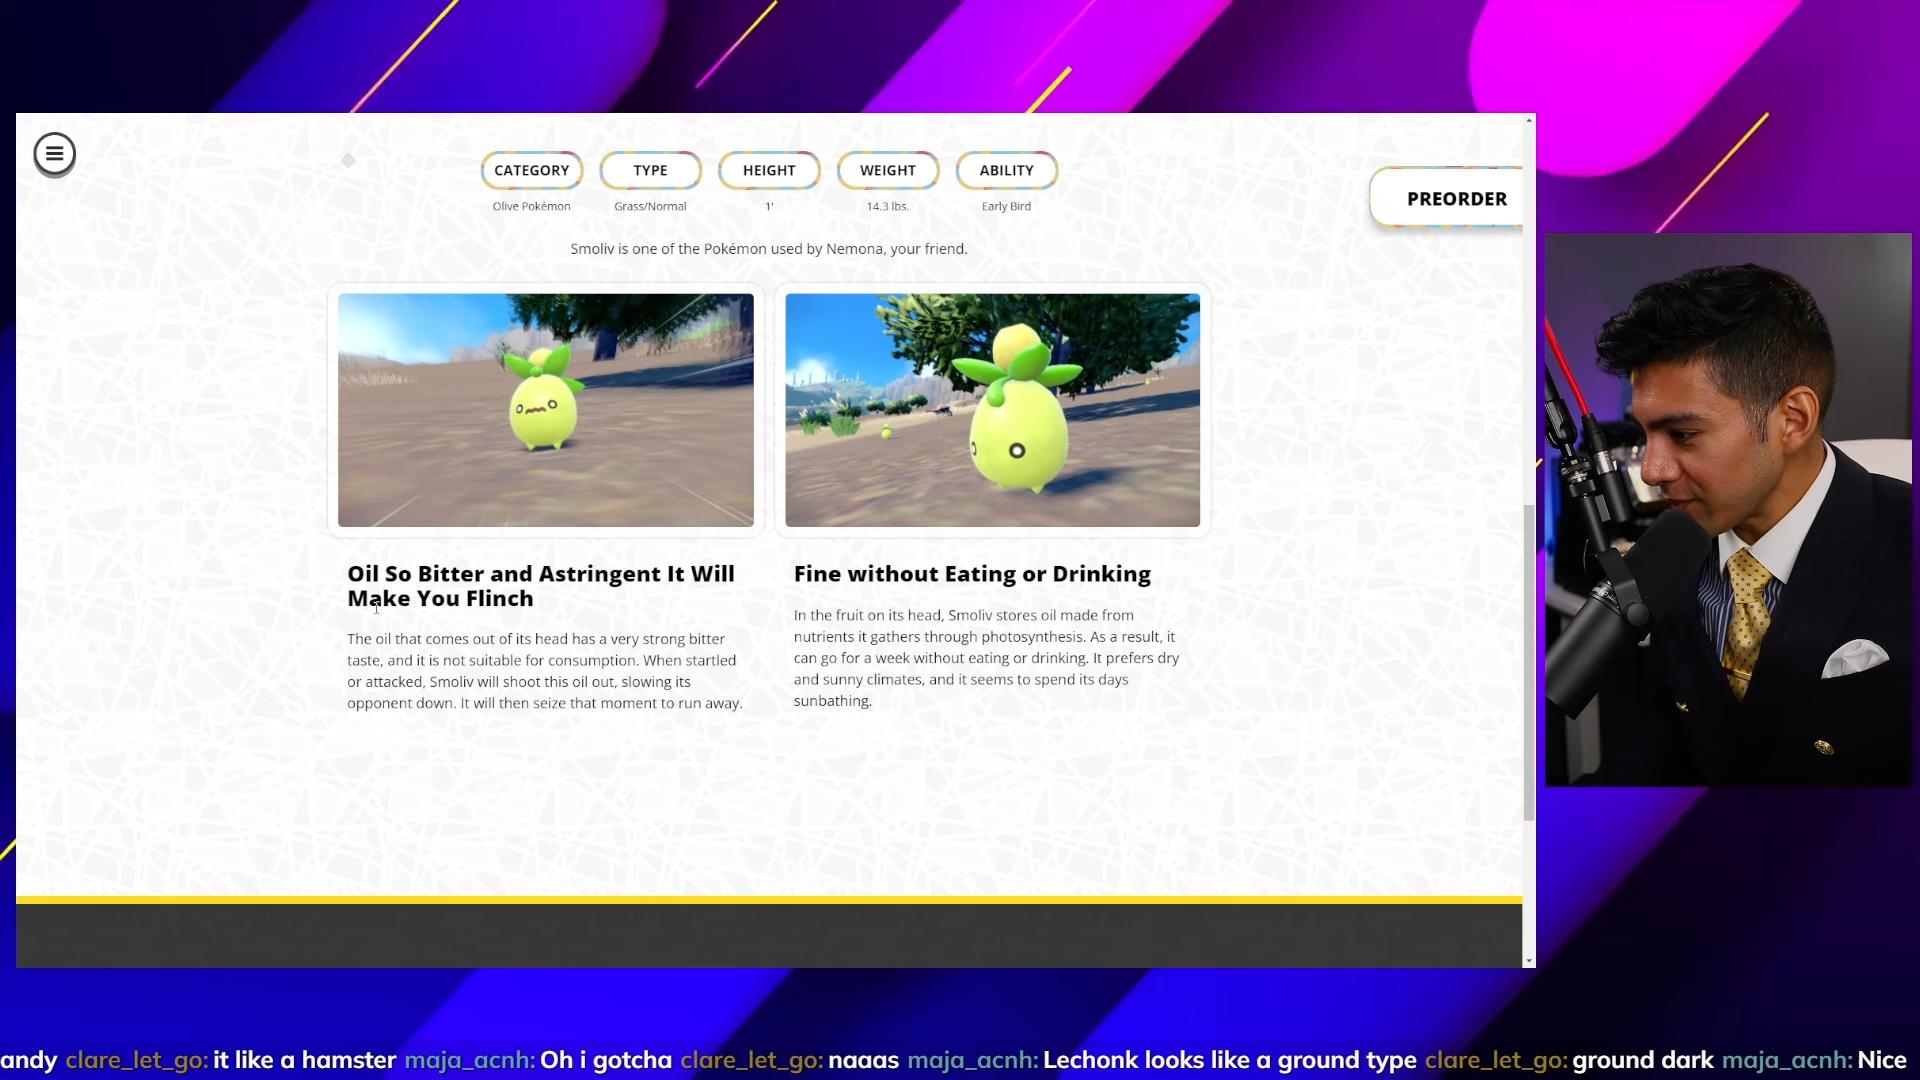 CATEGORY TYPE HEIGHT WEIGHT ABILITY
Olive Pokémon Grass/Normal 1' 14.3 lbs. Early Bird
PREORDER
Smoliv is one of the Pokémon used by Nemona, your friend.
Oil So Bitter and Astringent It Will
Make You Flinch
The oil that comes out of its head has a very strong bitter
taste, and it is not suitable for consumption. When startled
or attacked, Smoliv will shoot this oil out, slowing its
opponent down. It will then seize that moment to run away.
Fine without Eating or Drinking
In the fruit on its head, Smoliv stores oil made from
nutrients it gathers through photosynthesis. As a result, it
can go for a week without eating or drinking. It prefers dry
and sunny climates, and it seems to spend its days
sunbathing.
andy clare_let_go: it like a hamster maja_acnh: Oh i gotcha clare_let_go: naaas maja_acnh: Lechonk looks like a ground type clare_let_go: ground dark maja_acnh: Nice